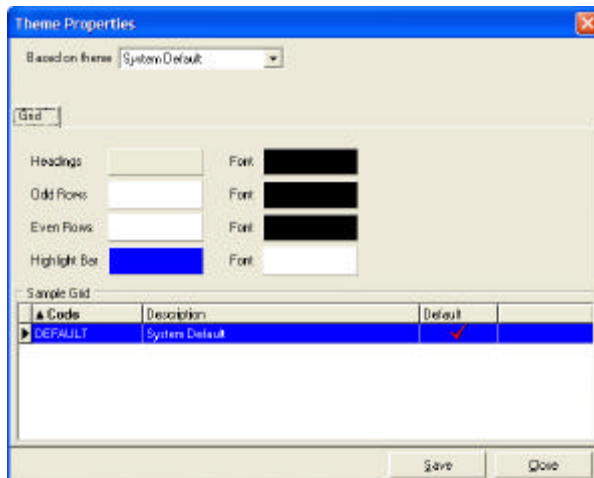 Theme Properties
Based on theme System Default
Grid
Headings Font
Odd Rows Font
Even Rows Font
Highlight Bar Font
Sample Grid
▲ Code Description Default
DEFAULT System Default
Save Close